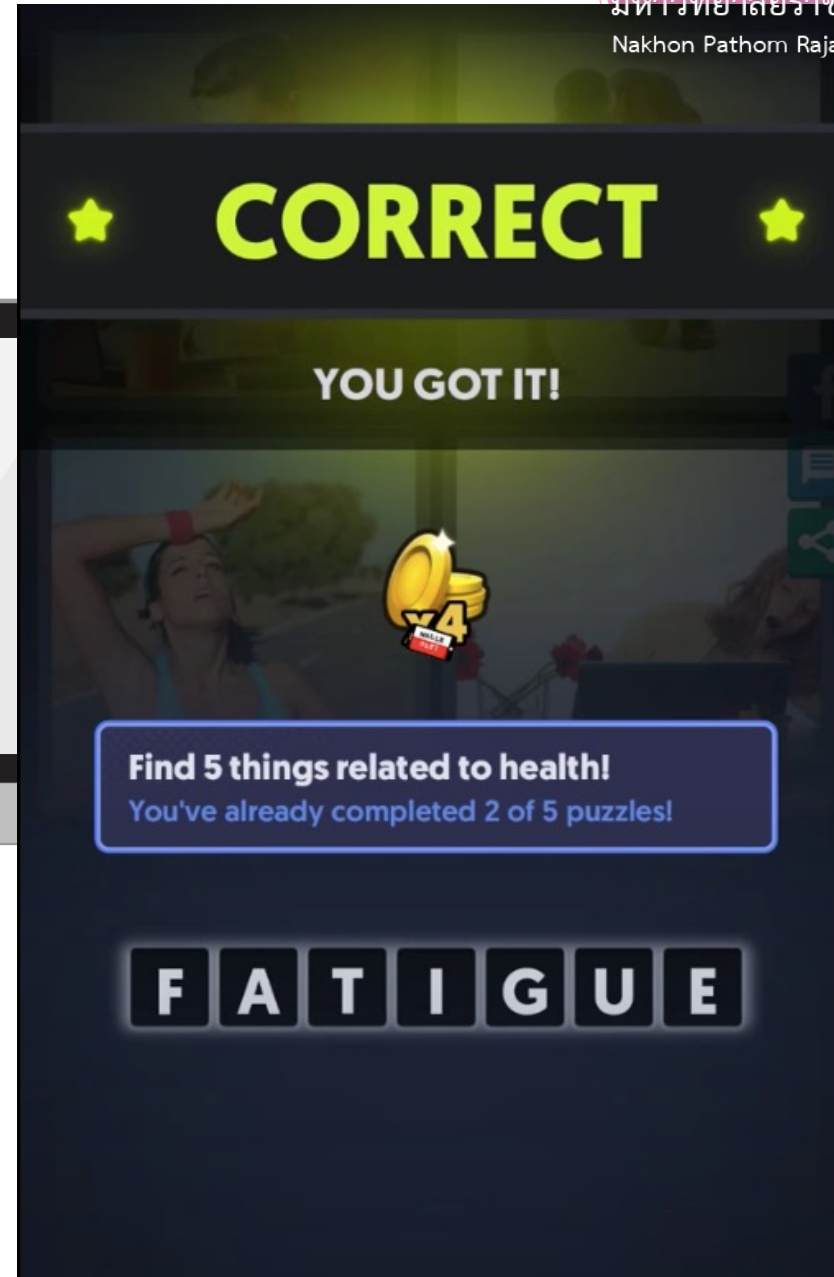 Nakhon Pathom
CORRECT
YOU GOT IT!
x4
Find 5 things related to health!
You've already completed 2 of 5 puzzles!
FATIGUE